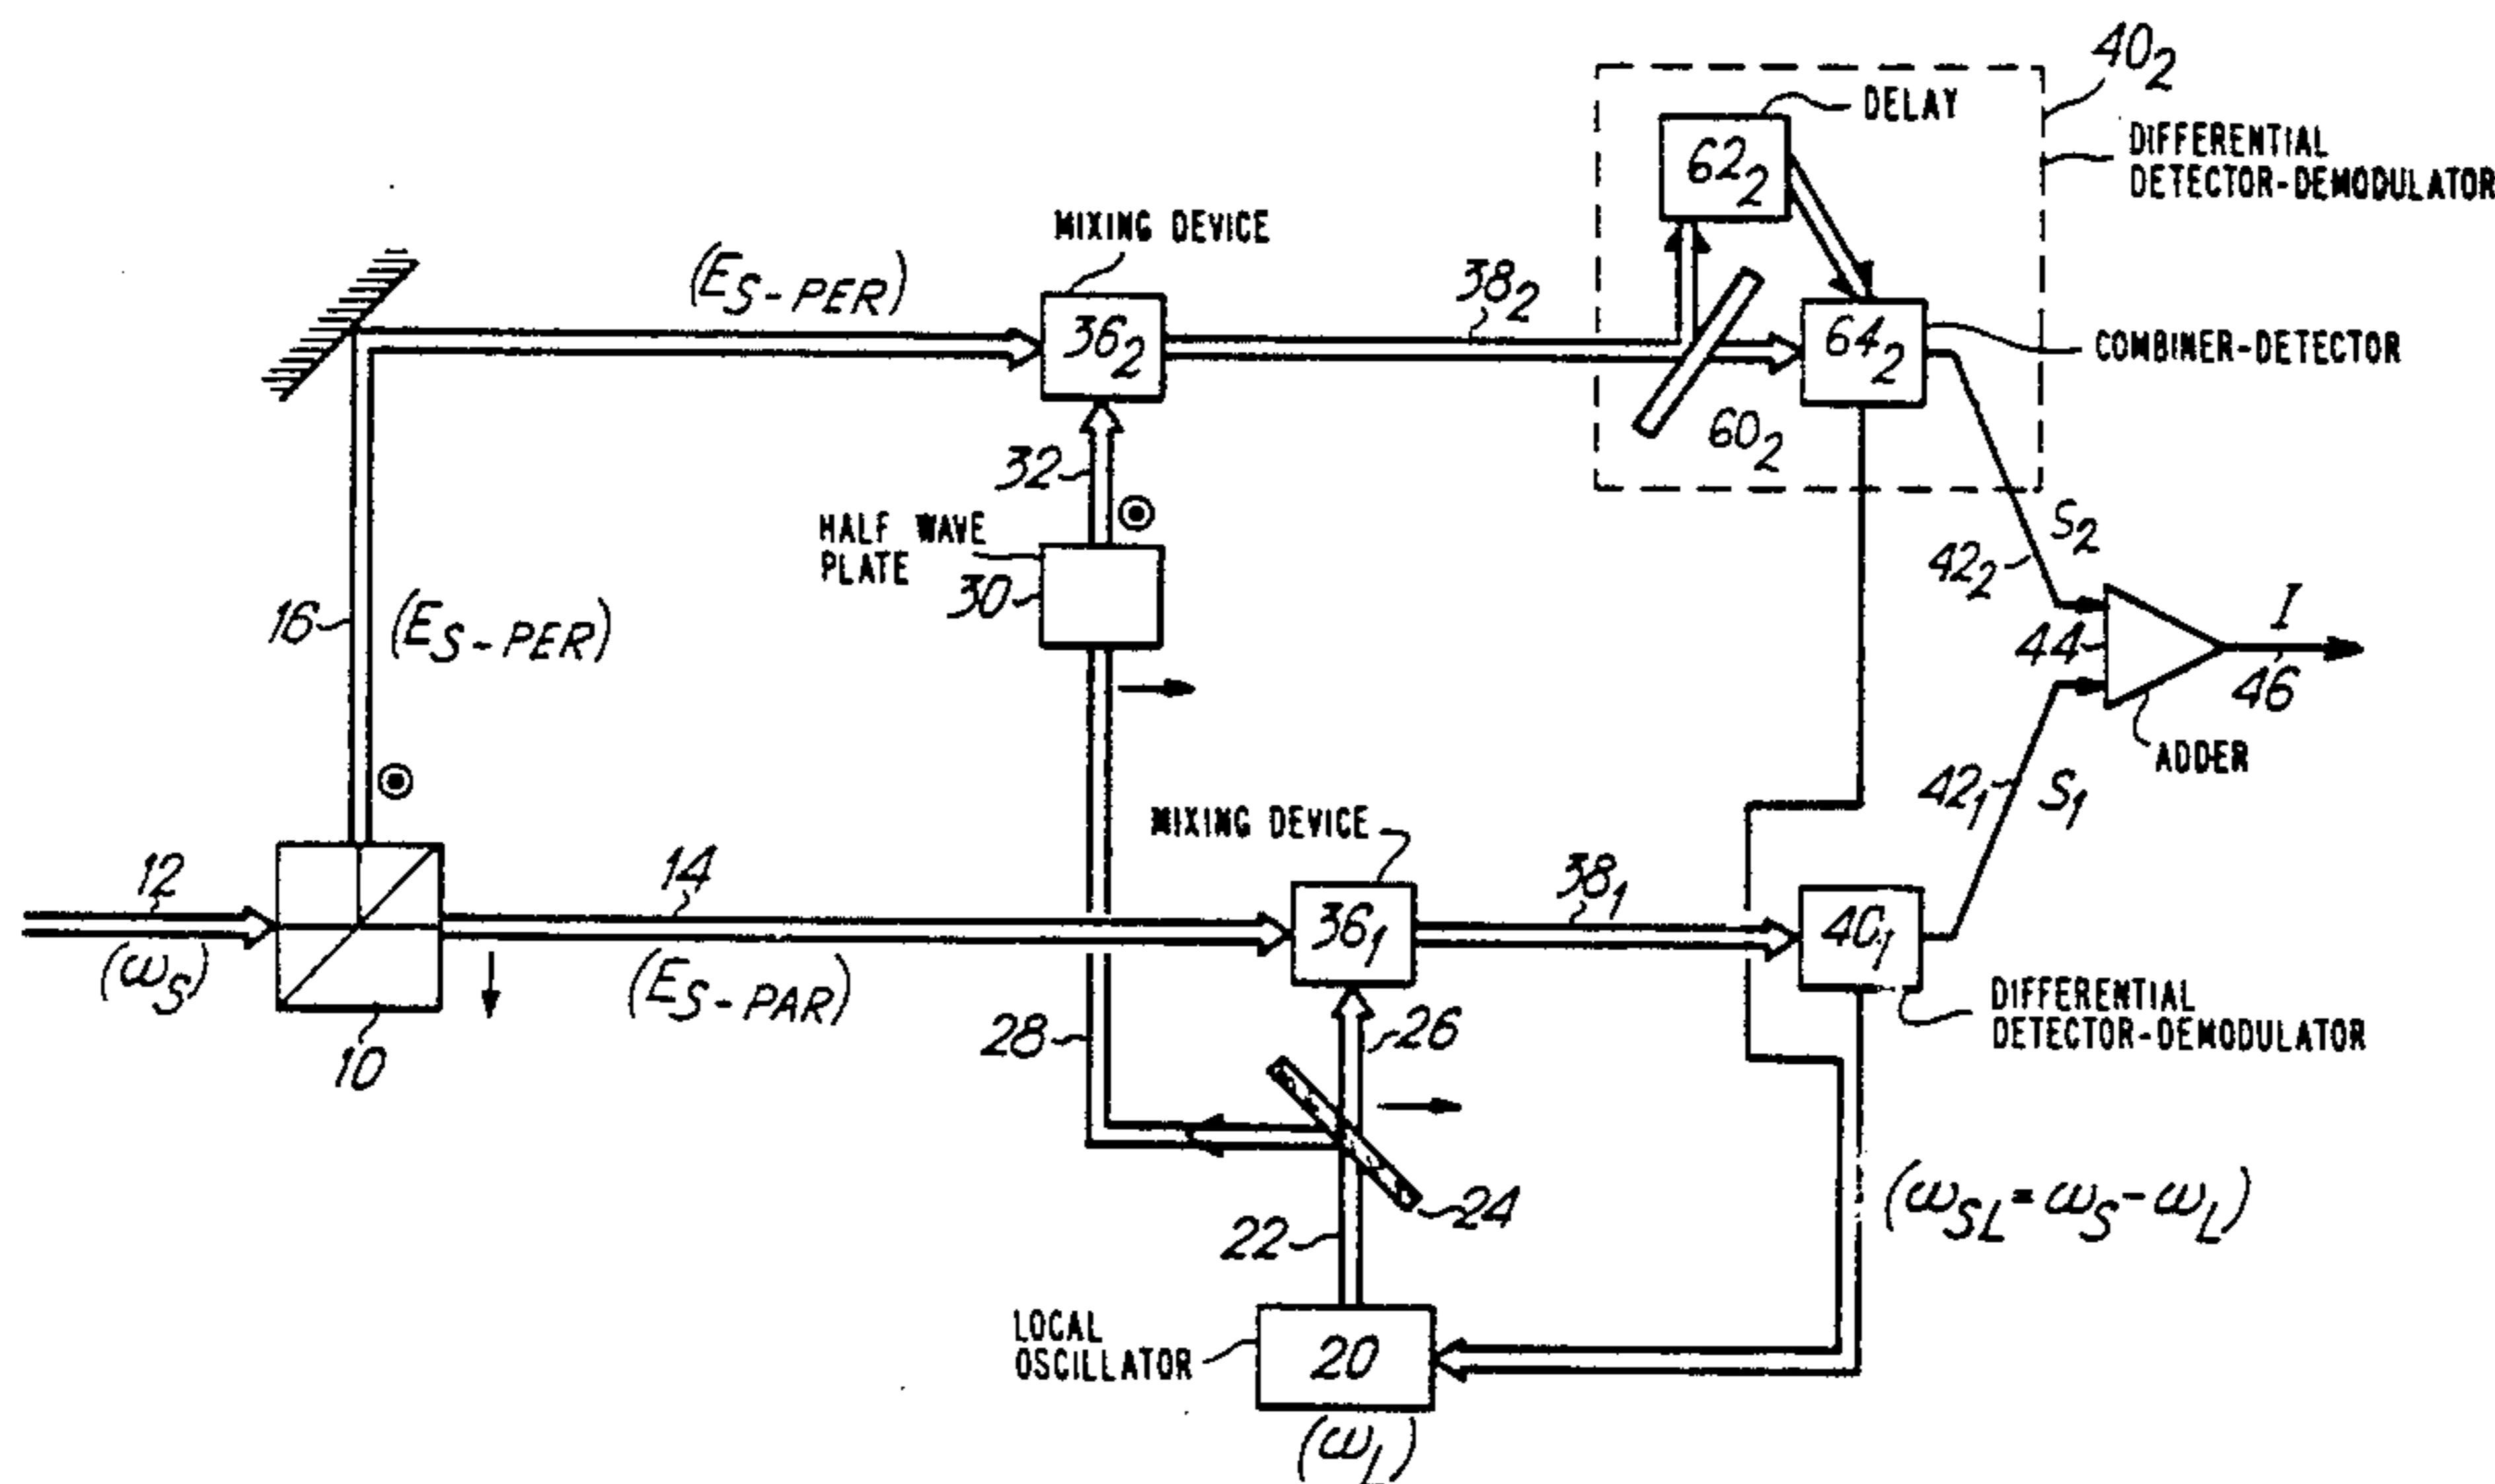 40₂
DELAY
DIFFERENTIAL
DETECTOR-DEMODULATOR
62₂
MIXING DEVICE
(E_S-PER)
38₂
36₂
64₂
COMBINER-DETECTOR
60₂
32
HALF WAVE
PLATE
30
S₂
42₂
16
(E_S-PER)
44
I
46
ADDER
42₁
S₁
MIXING DEVICE
12
14
38₁
36₁
40₁
(ω_S)
(E_S-PAR)
10
28
26
DIFFERENTIAL
DETECTOR-DEMODULATOR
24
22
(ω_SL = ω_S - ω_L)
LOCAL
OSCILLATOR
20
(ω_L)